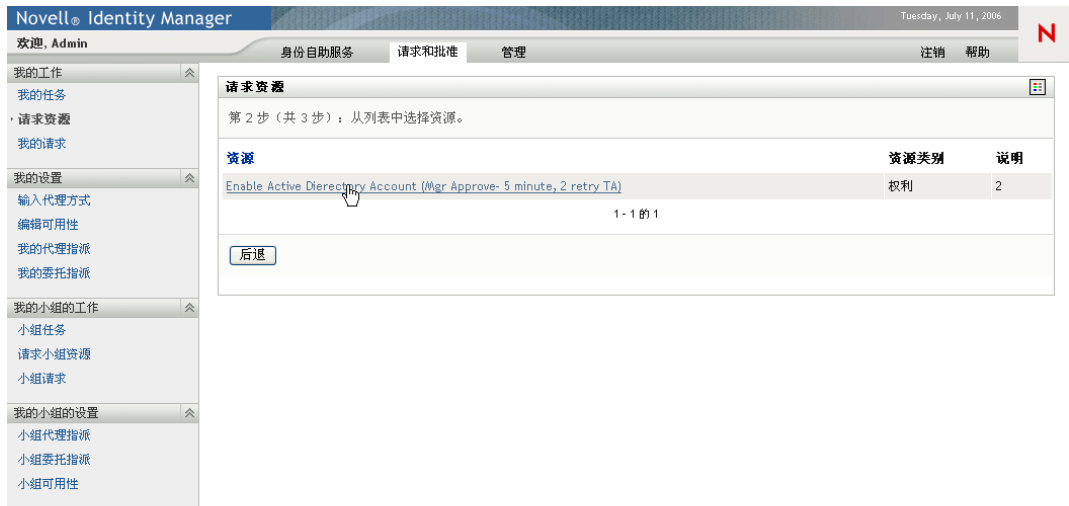 Novell® Identity Manager
Tuesday, July 11, 2006
N
欢迎, Admin
身份自助服务 请求和批准 管理
注销 帮助
我的工作
我的任务
请求资源
我的请求
我的设置
输入代理方式
编辑可用性
我的代理指派
我的委托指派
我的小组的工作
小组任务
请求小组资源
小组请求
我的小组的设置
小组代理指派
小组委托指派
小组可用性
请求资源
第 2 步（共 3 步）：从列表中选择资源。
资源 资源类别 说明
Enable Active Dierectory Account (Mgr Approve- 5 minute, 2 retry TA) 权利 2
1 - 1 的 1
后退